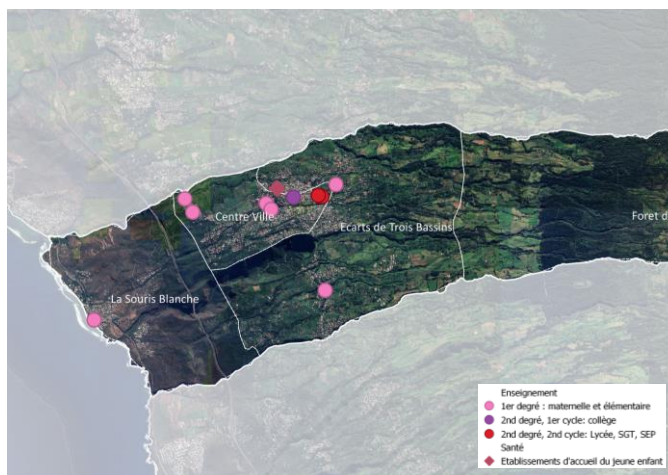 Centre Ville
Ecarts de Trois Bassins
Foret d
La Souris Blanche
Enseignement
1er degré : maternelle et élémentaire
2nd degré, 1er cycle: collège
2nd degré, 2nd cycle: Lycée, SGT, SEP
Santé
Etablissements d'accueil du jeune enfant